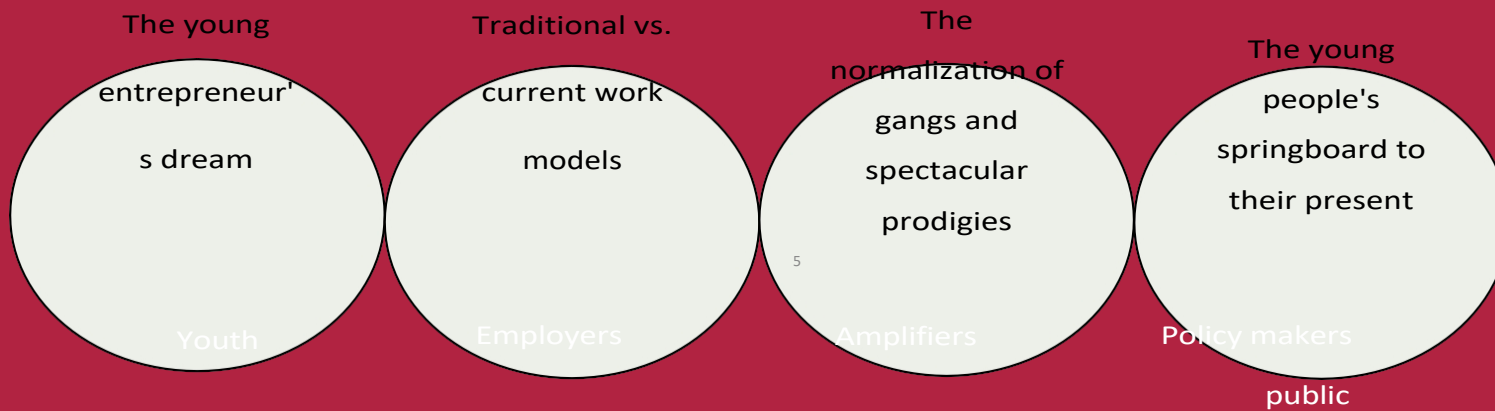 The young
entrepreneur'
s dream
Youth
Traditional vs.
current work
models
Employers
The
normalization of
gangs and
spectacular
prodigies
5
Amplifiers
The young
people's
springboard to
their present
Policy makers
public